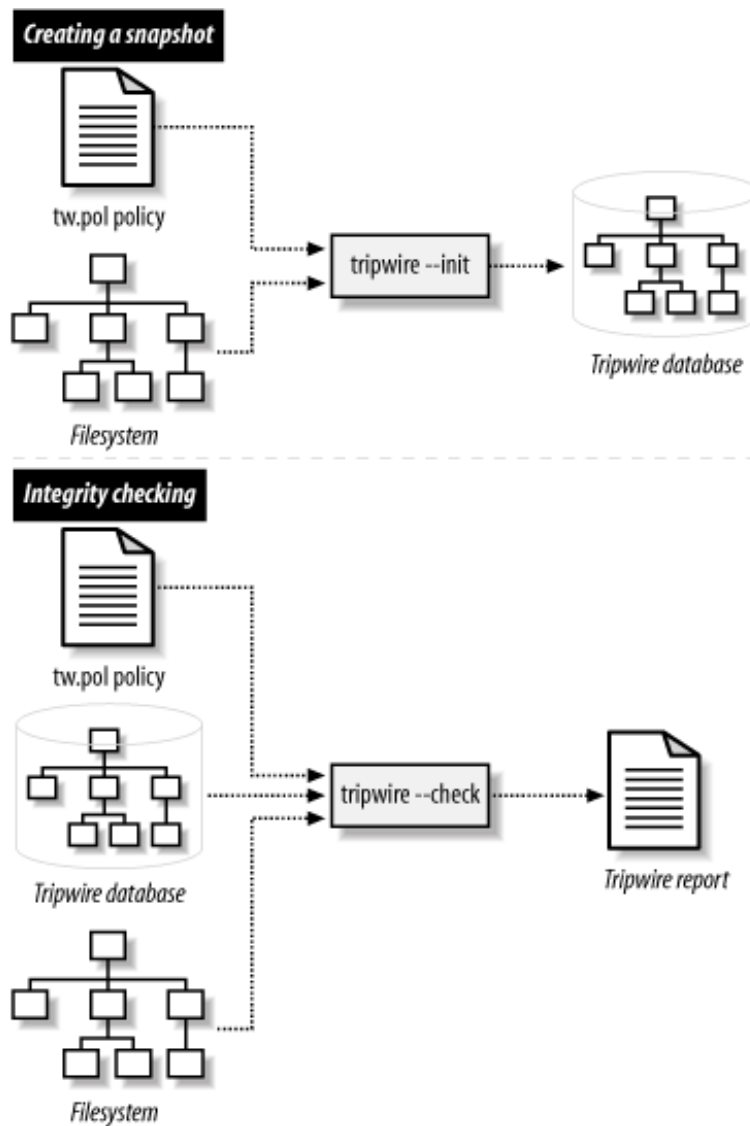 Creating a snapshot
tw.pol policy
tripwire --init
Tripwire database
Filesystem
Integrity checking
tw.pol policy
tripwire --check
Tripwire database
Tripwire report
Filesystem